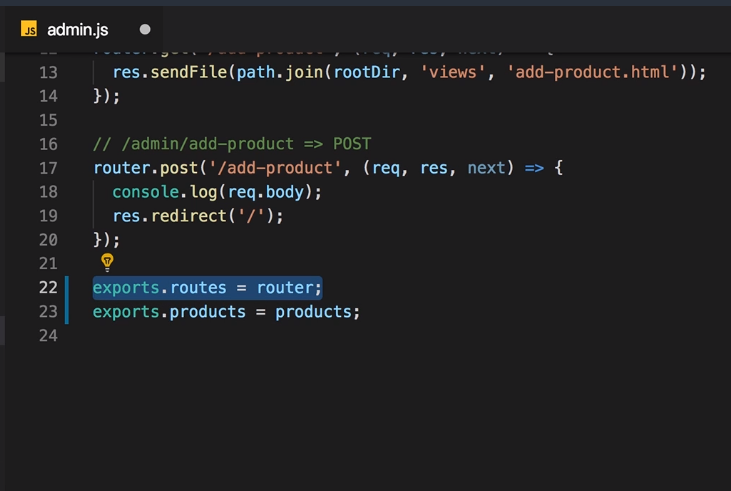 JS admin.js
13 res.sendFile(path.join(rootDir, 'views', 'add-product.html'));
14 });
15
16 // /admin/add-product => POST
17 router.post('/add-product', (req, res, next) => {
18 console.log(req.body);
19 res.redirect('/');
20 });
21
22 exports.routes = router;
23 exports.products = products;
24